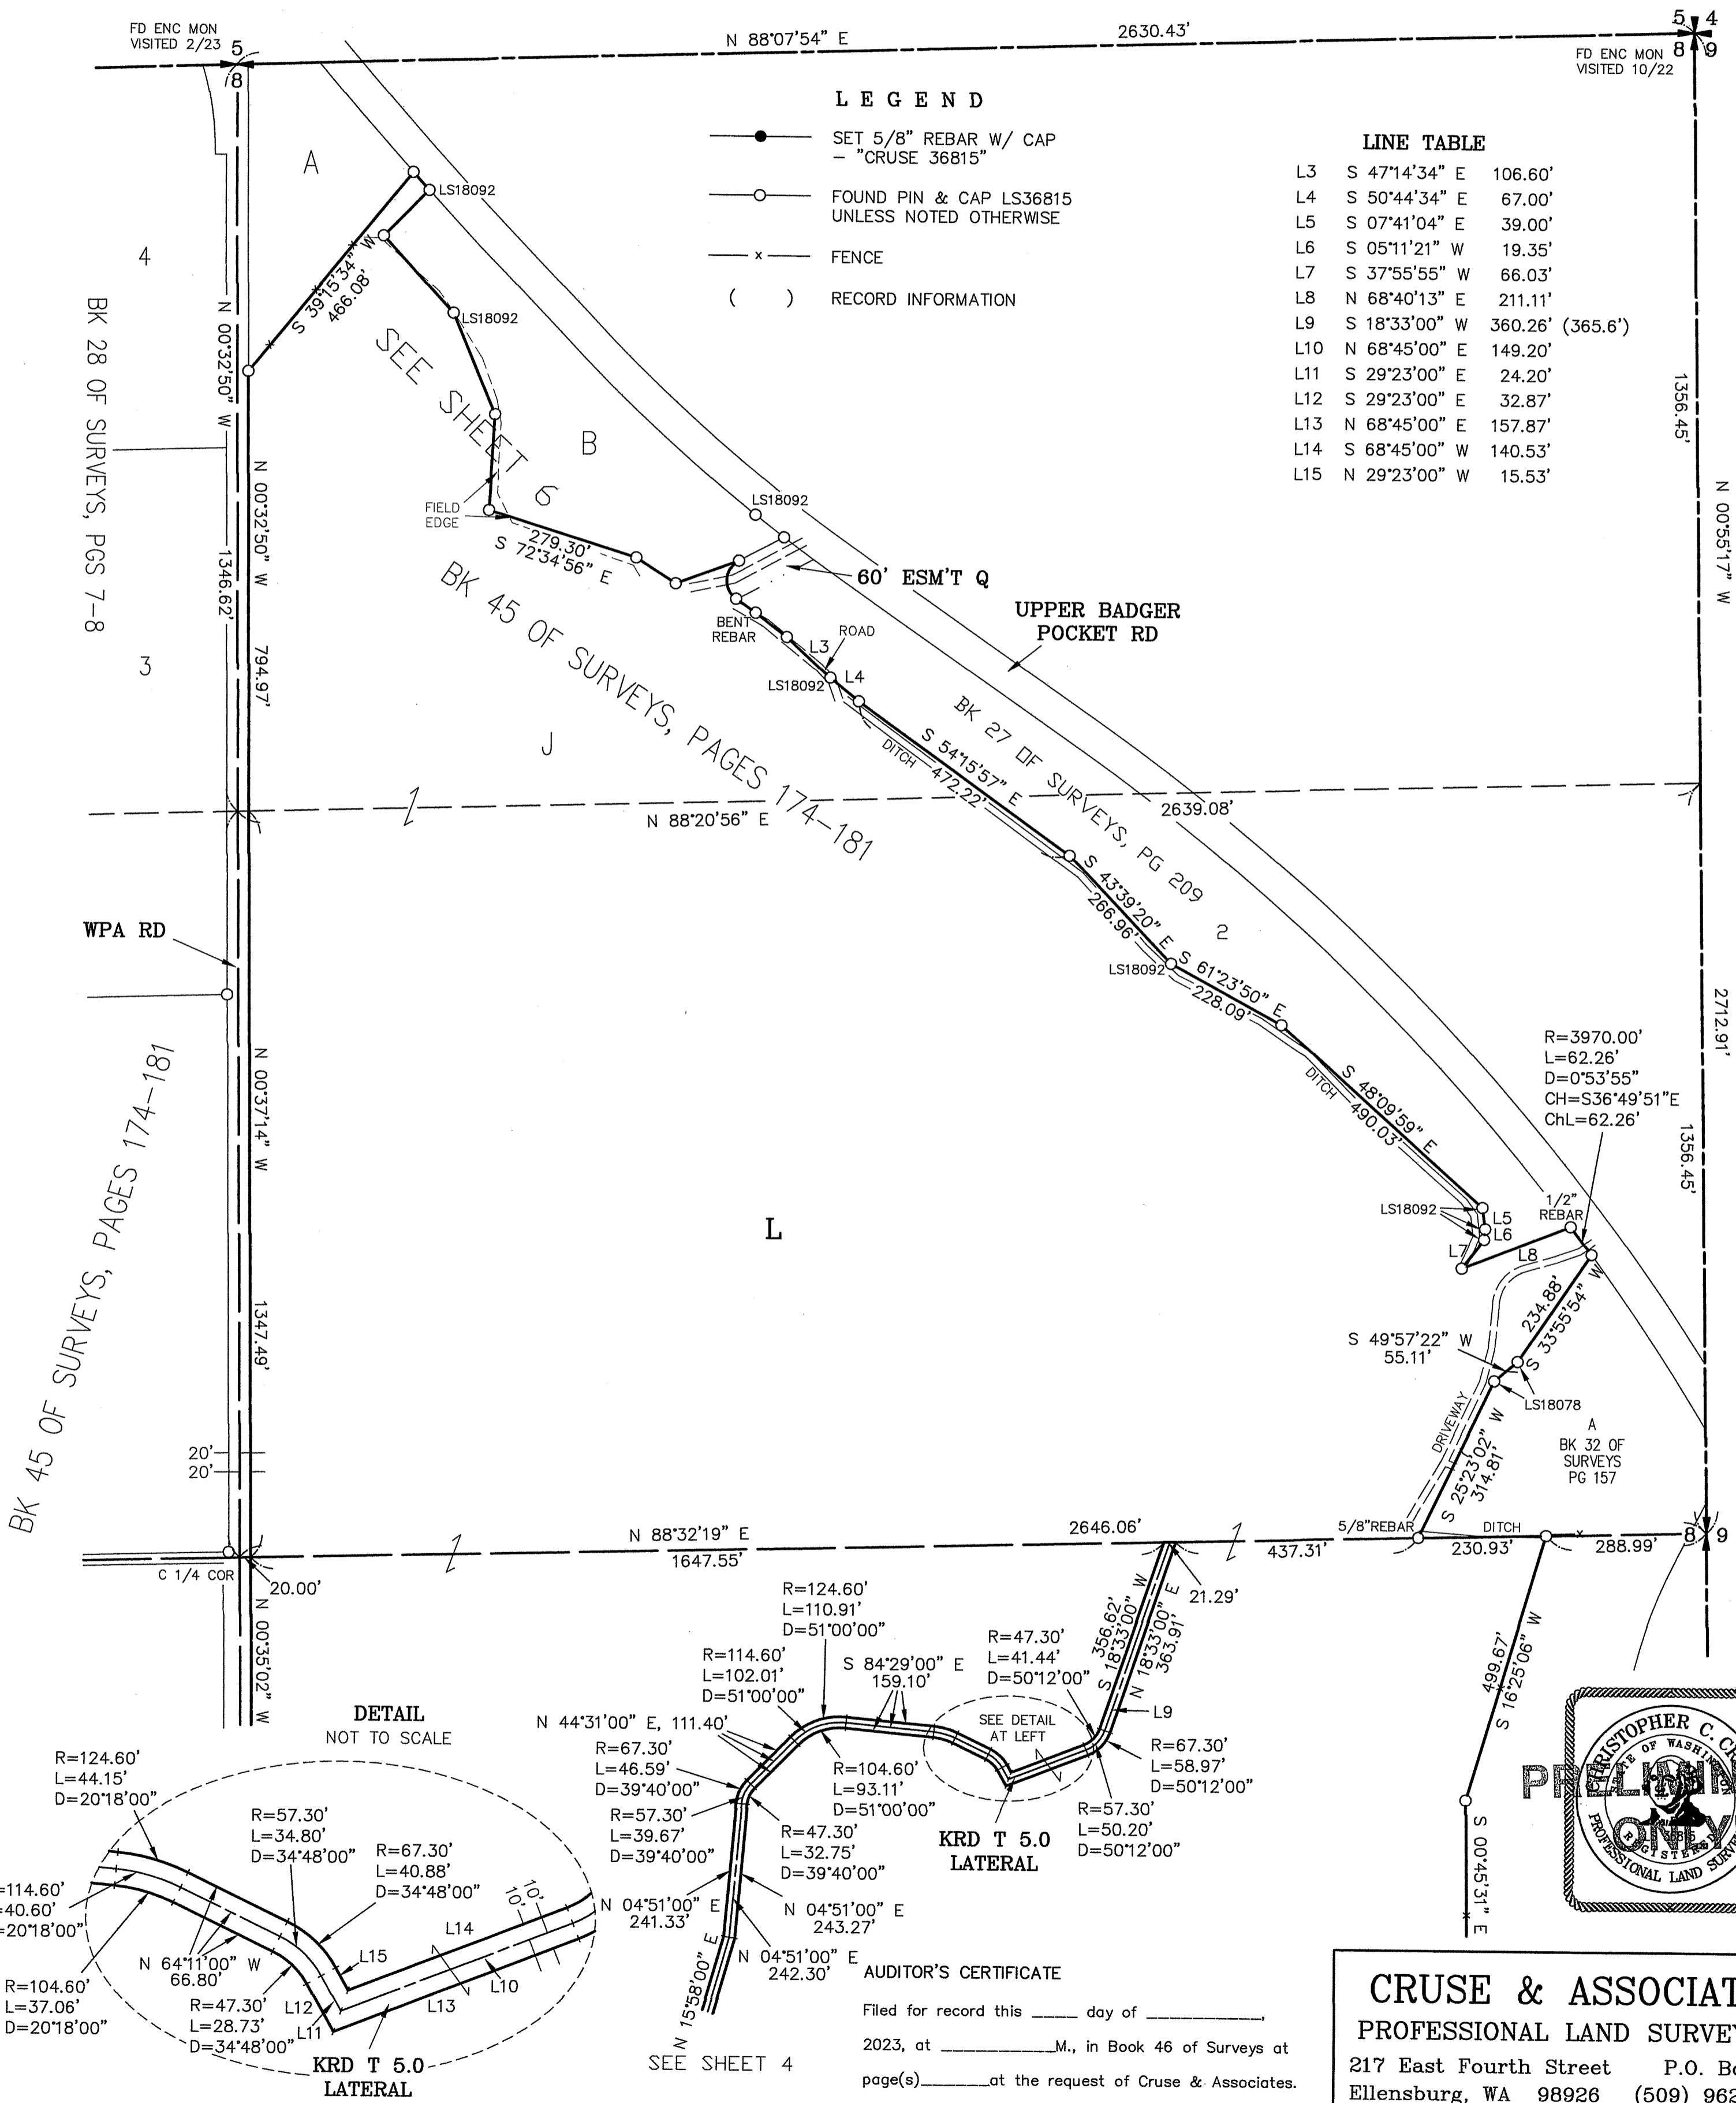 FD ENC MON
VISITED 2/23
5
8
N 88°07'54" E
2630.43'
5 4
8 9
FD ENC MON
VISITED 10/22
LEGEND
SET 5/8" REBAR W/ CAP
- "CRUSE 36815"
FOUND PIN & CAP LS36815
UNLESS NOTED OTHERWISE
x
FENCE
( )
RECORD INFORMATION
LINE TABLE
L3 S 47°14'34" E 106.60'
L4 S 50°44'34" E 67.00'
L5 S 07°41'04" E 39.00'
L6 S 05°11'21" W 19.35'
L7 S 37°55'55" W 66.03'
L8 N 68°40'13" E 211.11'
L9 S 18°33'00" W 360.26' (365.6')
L10 N 68°45'00" E 149.20'
L11 S 29°23'00" E 24.20'
L12 S 29°23'00" E 32.87'
L13 N 68°45'00" E 157.87'
L14 S 68°45'00" W 140.53'
L15 N 29°23'00" W 15.53'
A
4
LS18092
S 39°15'34" W
466.08'
LS18092
N 00°32'50" W
1346.62'
BK 28 OF SURVEYS, PGS 7-8
SEE SHEET 6
B
N 00°32'50" W
794.97'
FIELD
EDGE
279.30'
S 72°34'56" E
LS18092
60' ESM'T Q
UPPER BADGER
POCKET RD
BENT
REBAR
L3
ROAD
LS18092
L4
3
BK 45 OF SURVEYS, PAGES 174-181
J
1356.45'
N 00°55'17" W
2712.91'
BK 27 OF SURVEYS, PG 209
S 54°15'57" E
472.22'
DITCH
N 88°20'56" E
2639.08'
S 43°39'20" E
266.96'
2
WPA RD
LS18092
S 61°23'50" E
228.09'
DITCH
S 48°09'59" E
490.03'
R=3970.00'
L=62.26'
D=0°53'55"
CH=S36°49'51"E
ChL=62.26'
1356.45'
BK 45 OF SURVEYS, PAGES 174-181
N 00°37'14" W
1347.49'
L
LS18092
L5
L6
L7
L8
1/2"
REBAR
234.88'
S 33°55'54" W
S 49°57'22" W
55.11'
LS18078
DRIVEWAY
S 25°23'02" W
314.81'
A
BK 32 OF
SURVEYS
PG 157
20'
20'
5/8"REBAR
DITCH
x
8 9
N 88°32'19" E
2646.06'
1647.55'
437.31'
230.93'
288.99'
C 1/4 COR
20.00'
N 00°35'02" W
21.29'
356.62'
S 18°33'00" W
N 18°33'00" E
363.91'
L9
R=124.60'
L=110.91'
D=51°00'00"
R=114.60'
L=102.01'
D=51°00'00"
S 84°29'00" E
159.10'
R=47.30'
L=41.44'
D=50°12'00"
N 44°31'00" E, 111.40'
R=67.30'
L=46.59'
D=39°40'00"
SEE DETAIL
AT LEFT
R=67.30'
L=58.97'
D=50°12'00"
R=104.60'
L=93.11'
D=51°00'00"
R=57.30'
L=39.67'
D=39°40'00"
R=47.30'
L=32.75'
D=39°40'00"
KRD T 5.0
LATERAL
R=57.30'
L=50.20'
D=50°12'00"
N 04°51'00" E
241.33'
N 04°51'00" E
243.27'
N 04°51'00" E
242.30'
N 15°58'00" E
SEE SHEET 4
499.67'
S 16°25'06" W
S 00°45'31" E
DETAIL
NOT TO SCALE
R=124.60'
L=44.15'
D=20°18'00"
R=57.30'
L=34.80'
D=34°48'00"
R=67.30'
L=40.88'
D=34°48'00"
=114.60'
=40.60'
=20°18'00"
L14
10'
10'
L15
N 64°11'00" W
66.80'
L10
L13
R=104.60'
L=37.06'
D=20°18'00"
R=47.30'
L=28.73'
D=34°48'00"
L12
L11
KRD T 5.0
LATERAL
AUDITOR'S CERTIFICATE
Filed for record this ____ day of __________,
2023, at __________M., in Book 46 of Surveys at
page(s)______at the request of Cruse & Associates.
PROFESSIONAL LAND
ONLY
CRUSE & ASSOCIAT
PROFESSIONAL LAND SURVEY
217 East Fourth Street P.O. Bo
Ellensburg, WA 98926 (509) 962